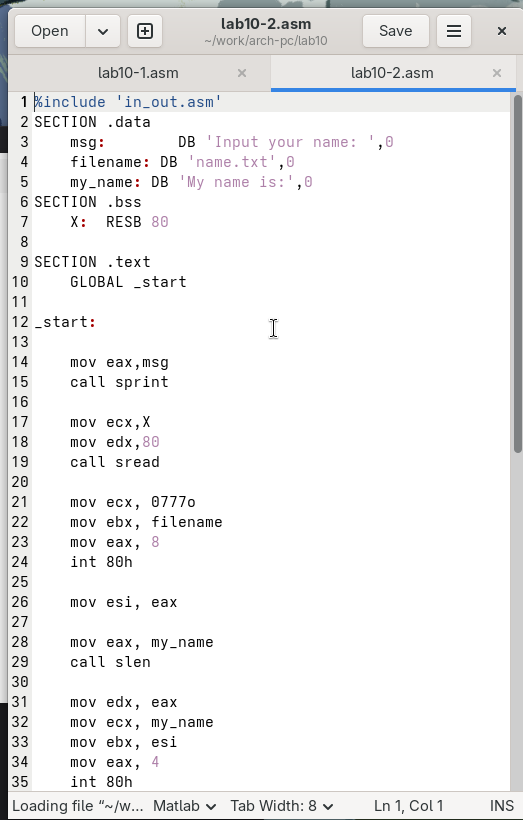 Open
lab10-2.asm
~/work/arch-pc/lab10
Save
lab10-1.asm
lab10-2.asm
1 %include 'in_out.asm'
2 SECTION .data
3     msg:        DB 'Input your name: ',0
4     filename: DB 'name.txt',0
5     my_name: DB 'My name is:',0
6 SECTION .bss
7     X:  RESB 80
8
9 SECTION .text
10     GLOBAL _start
11
12 _start:
13
14     mov eax,msg
15     call sprint
16
17     mov ecx,X
18     mov edx,80
19     call sread
20
21     mov ecx, 0777o
22     mov ebx, filename
23     mov eax, 8
24     int 80h
25
26     mov esi, eax
27
28     mov eax, my_name
29     call slen
30
31     mov edx, eax
32     mov ecx, my_name
33     mov ebx, esi
34     mov eax, 4
35     int 80h
Loading file “~/w… Matlab Tab Width: 8 Ln 1, Col 1 INS